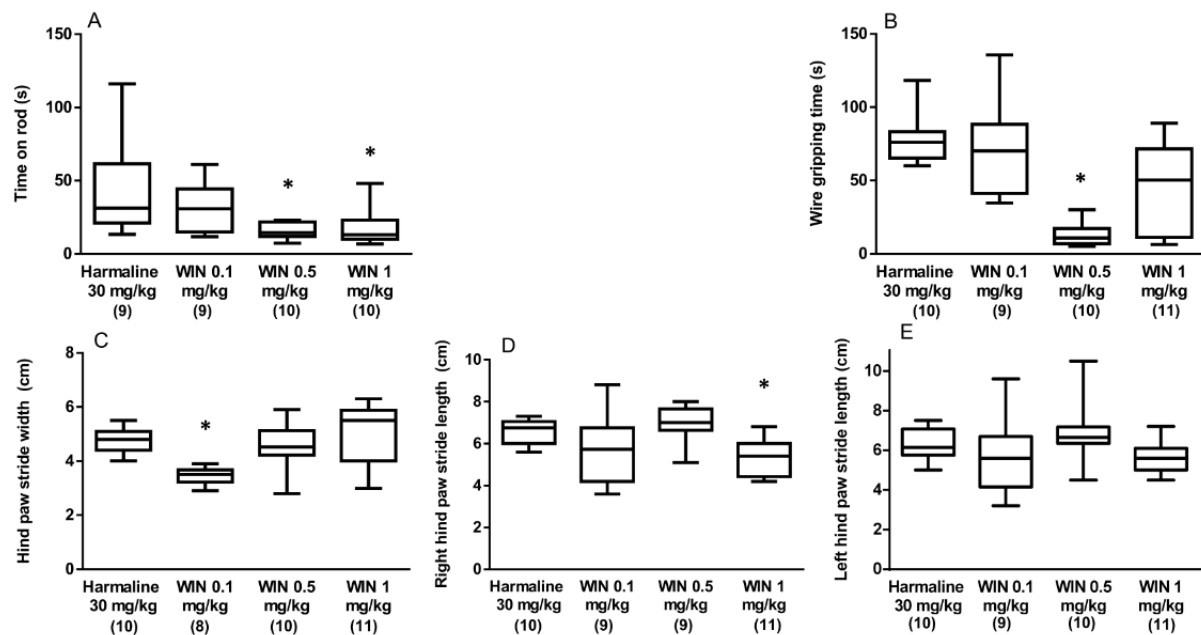 A
Time on rod (s)
150
100
50
0
*
*
Harmaline
30 mg/kg
(9)
WIN 0.1
mg/kg
(9)
WIN 0.5
mg/kg
(10)
WIN 1
mg/kg
(10)
B
Wire gripping time (s)
150
100
50
0
*
Harmaline
30 mg/kg
(10)
WIN 0.1
mg/kg
(9)
WIN 0.5
mg/kg
(10)
WIN 1
mg/kg
(11)
C
Hind paw stride width (cm)
8
6
4
2
0
*
Harmaline
30 mg/kg
(10)
WIN 0.1
mg/kg
(8)
WIN 0.5
mg/kg
(10)
WIN 1
mg/kg
(11)
D
Right hind paw stride length (cm)
10
8
6
4
2
0
*
Harmaline
30 mg/kg
(10)
WIN 0.1
mg/kg
(9)
WIN 0.5
mg/kg
(9)
WIN 1
mg/kg
(11)
E
Left hind paw stride length (cm)
10
8
6
4
2
0
Harmaline
30 mg/kg
(10)
WIN 0.1
mg/kg
(9)
WIN 0.5
mg/kg
(10)
WIN 1
mg/kg
(11)